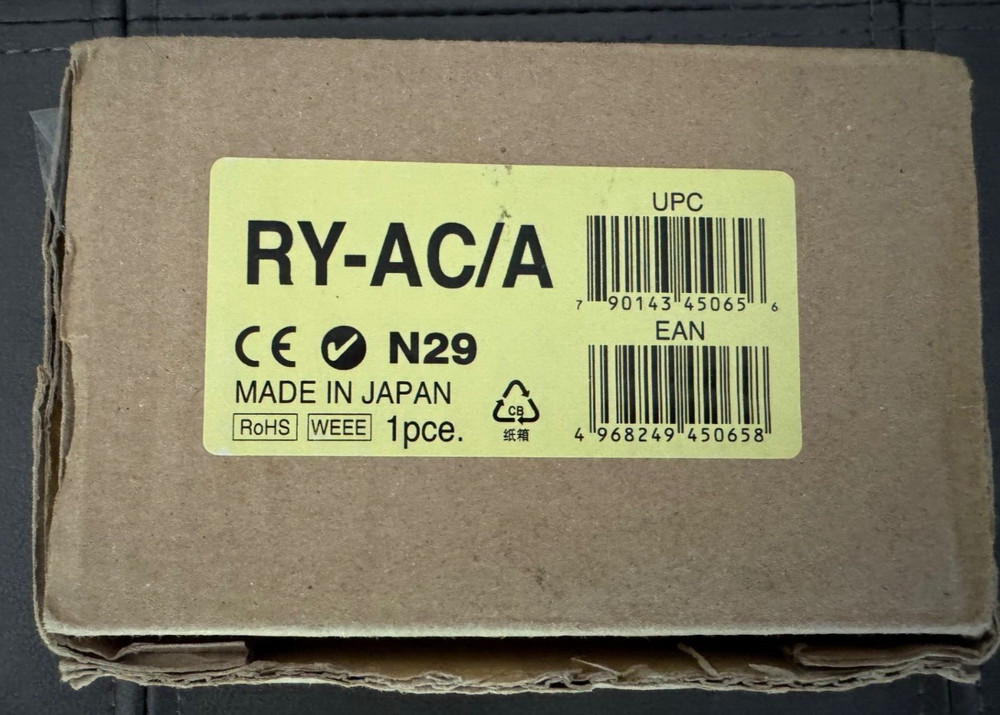 RY-AC/A
CE N29
MADE IN JAPAN
RoHS WEEE 1pce.
CB
纸箱
UPC
7 90143 45065 6
EAN
4 968249 450658